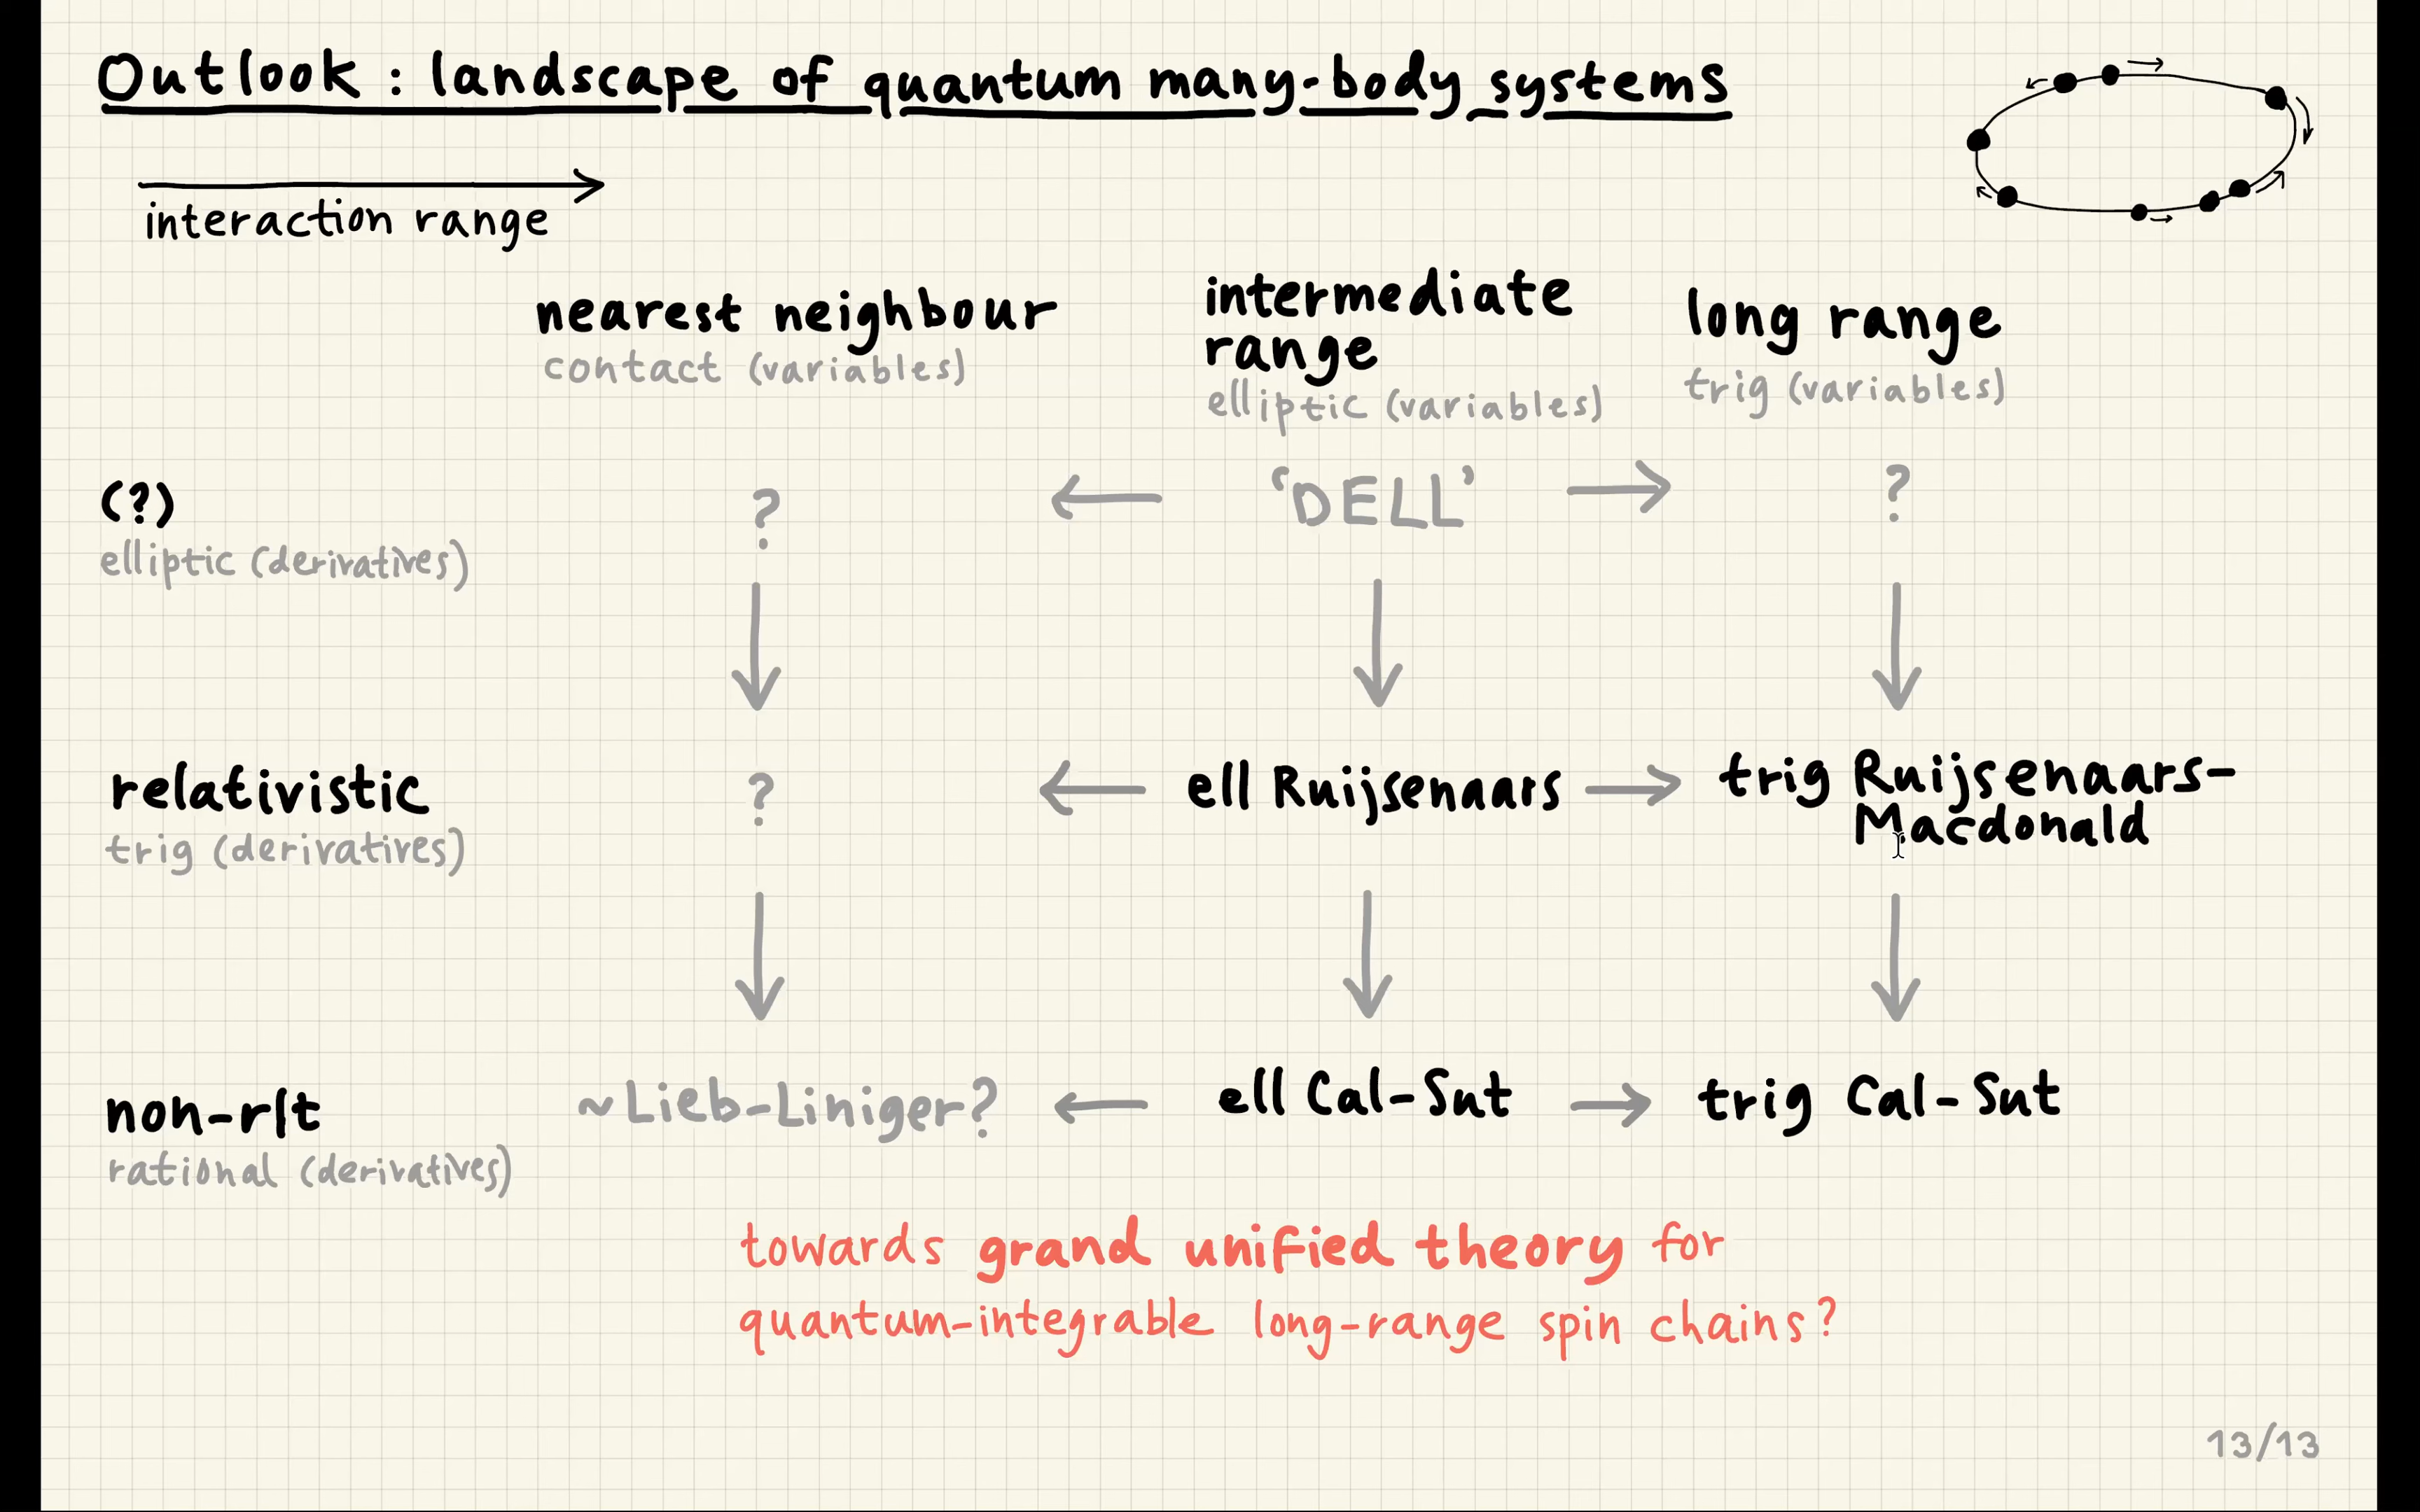 Outlook : landscape of quantum many-body systems
interaction range
nearest neighbour
contact (variables)
intermediate
range
elliptic (variables)
long range
trig (variables)
(?)
elliptic (derivatives)
?
'DELL'
?
relativistic
trig (derivatives)
?
ell Ruijsenaars
trig Ruijsenaars-
Macdonald
non-rlt
rational (derivatives)
~Lieb-Liniger?
ell Cal-Sut
trig Cal-Sut
towards grand unified theory for
quantum-integrable long-range spin chains?
13/13